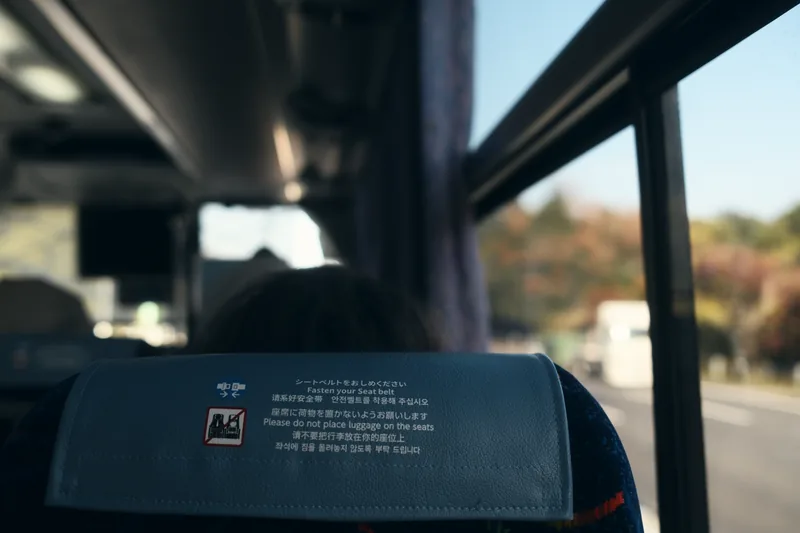 シートベルトをおしめください
Fasten your Seat belt
请系好安全带 안전벨트를 착용해 주십시오
座席に荷物を置かないようお願いします
Please do not place luggage on the seats
请不要把行李放在你的座位上
좌석에 짐을 올려놓지 않도록 부탁 드립니다